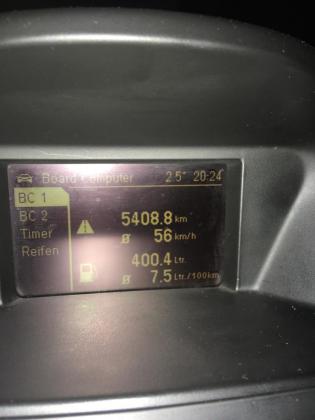 Board Computer 2.5° 20:24
BC 1
BC 2
Timer
Reifen
5408.8 km
Ø 56 km/h
400.4 Ltr.
Ø 7.5 Ltr./100km